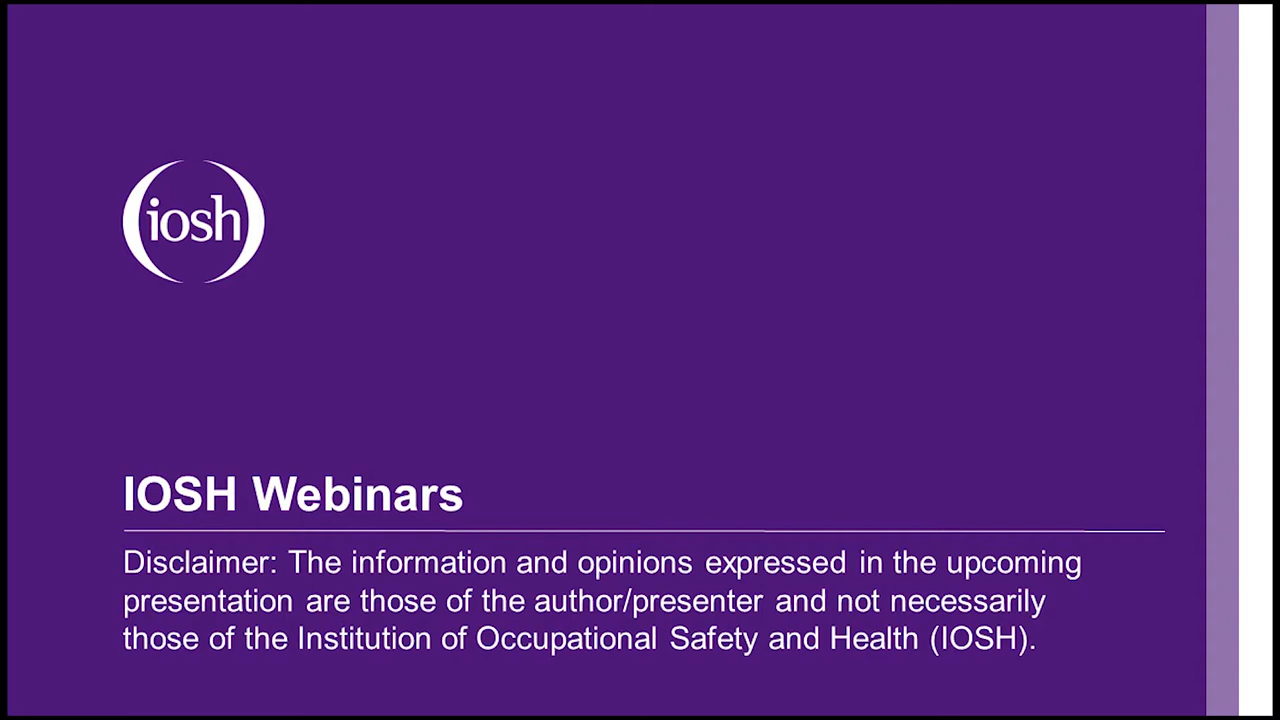 iosh
IOSH Webinars
Disclaimer: The information and opinions expressed in the upcoming
presentation are those of the author/presenter and not necessarily
those of the Institution of Occupational Safety and Health (IOSH).